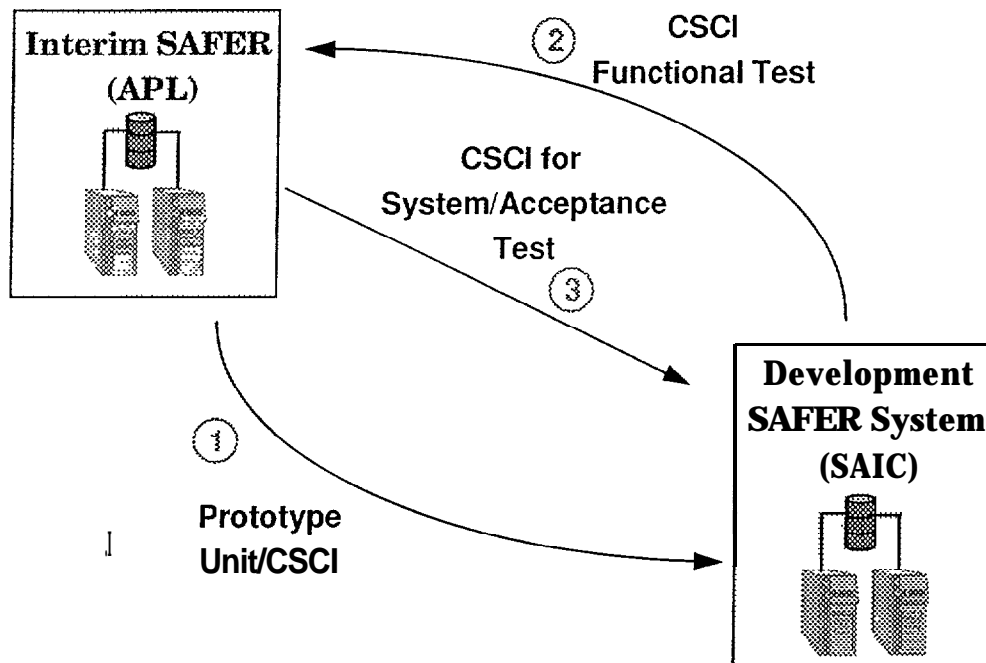 Interim SAFER
(APL)
2
CSCI
Functional Test
CSCI for
System/Acceptance
Test
3
1
Prototype
Unit/CSCI
Development
SAFER System
(SAIC)